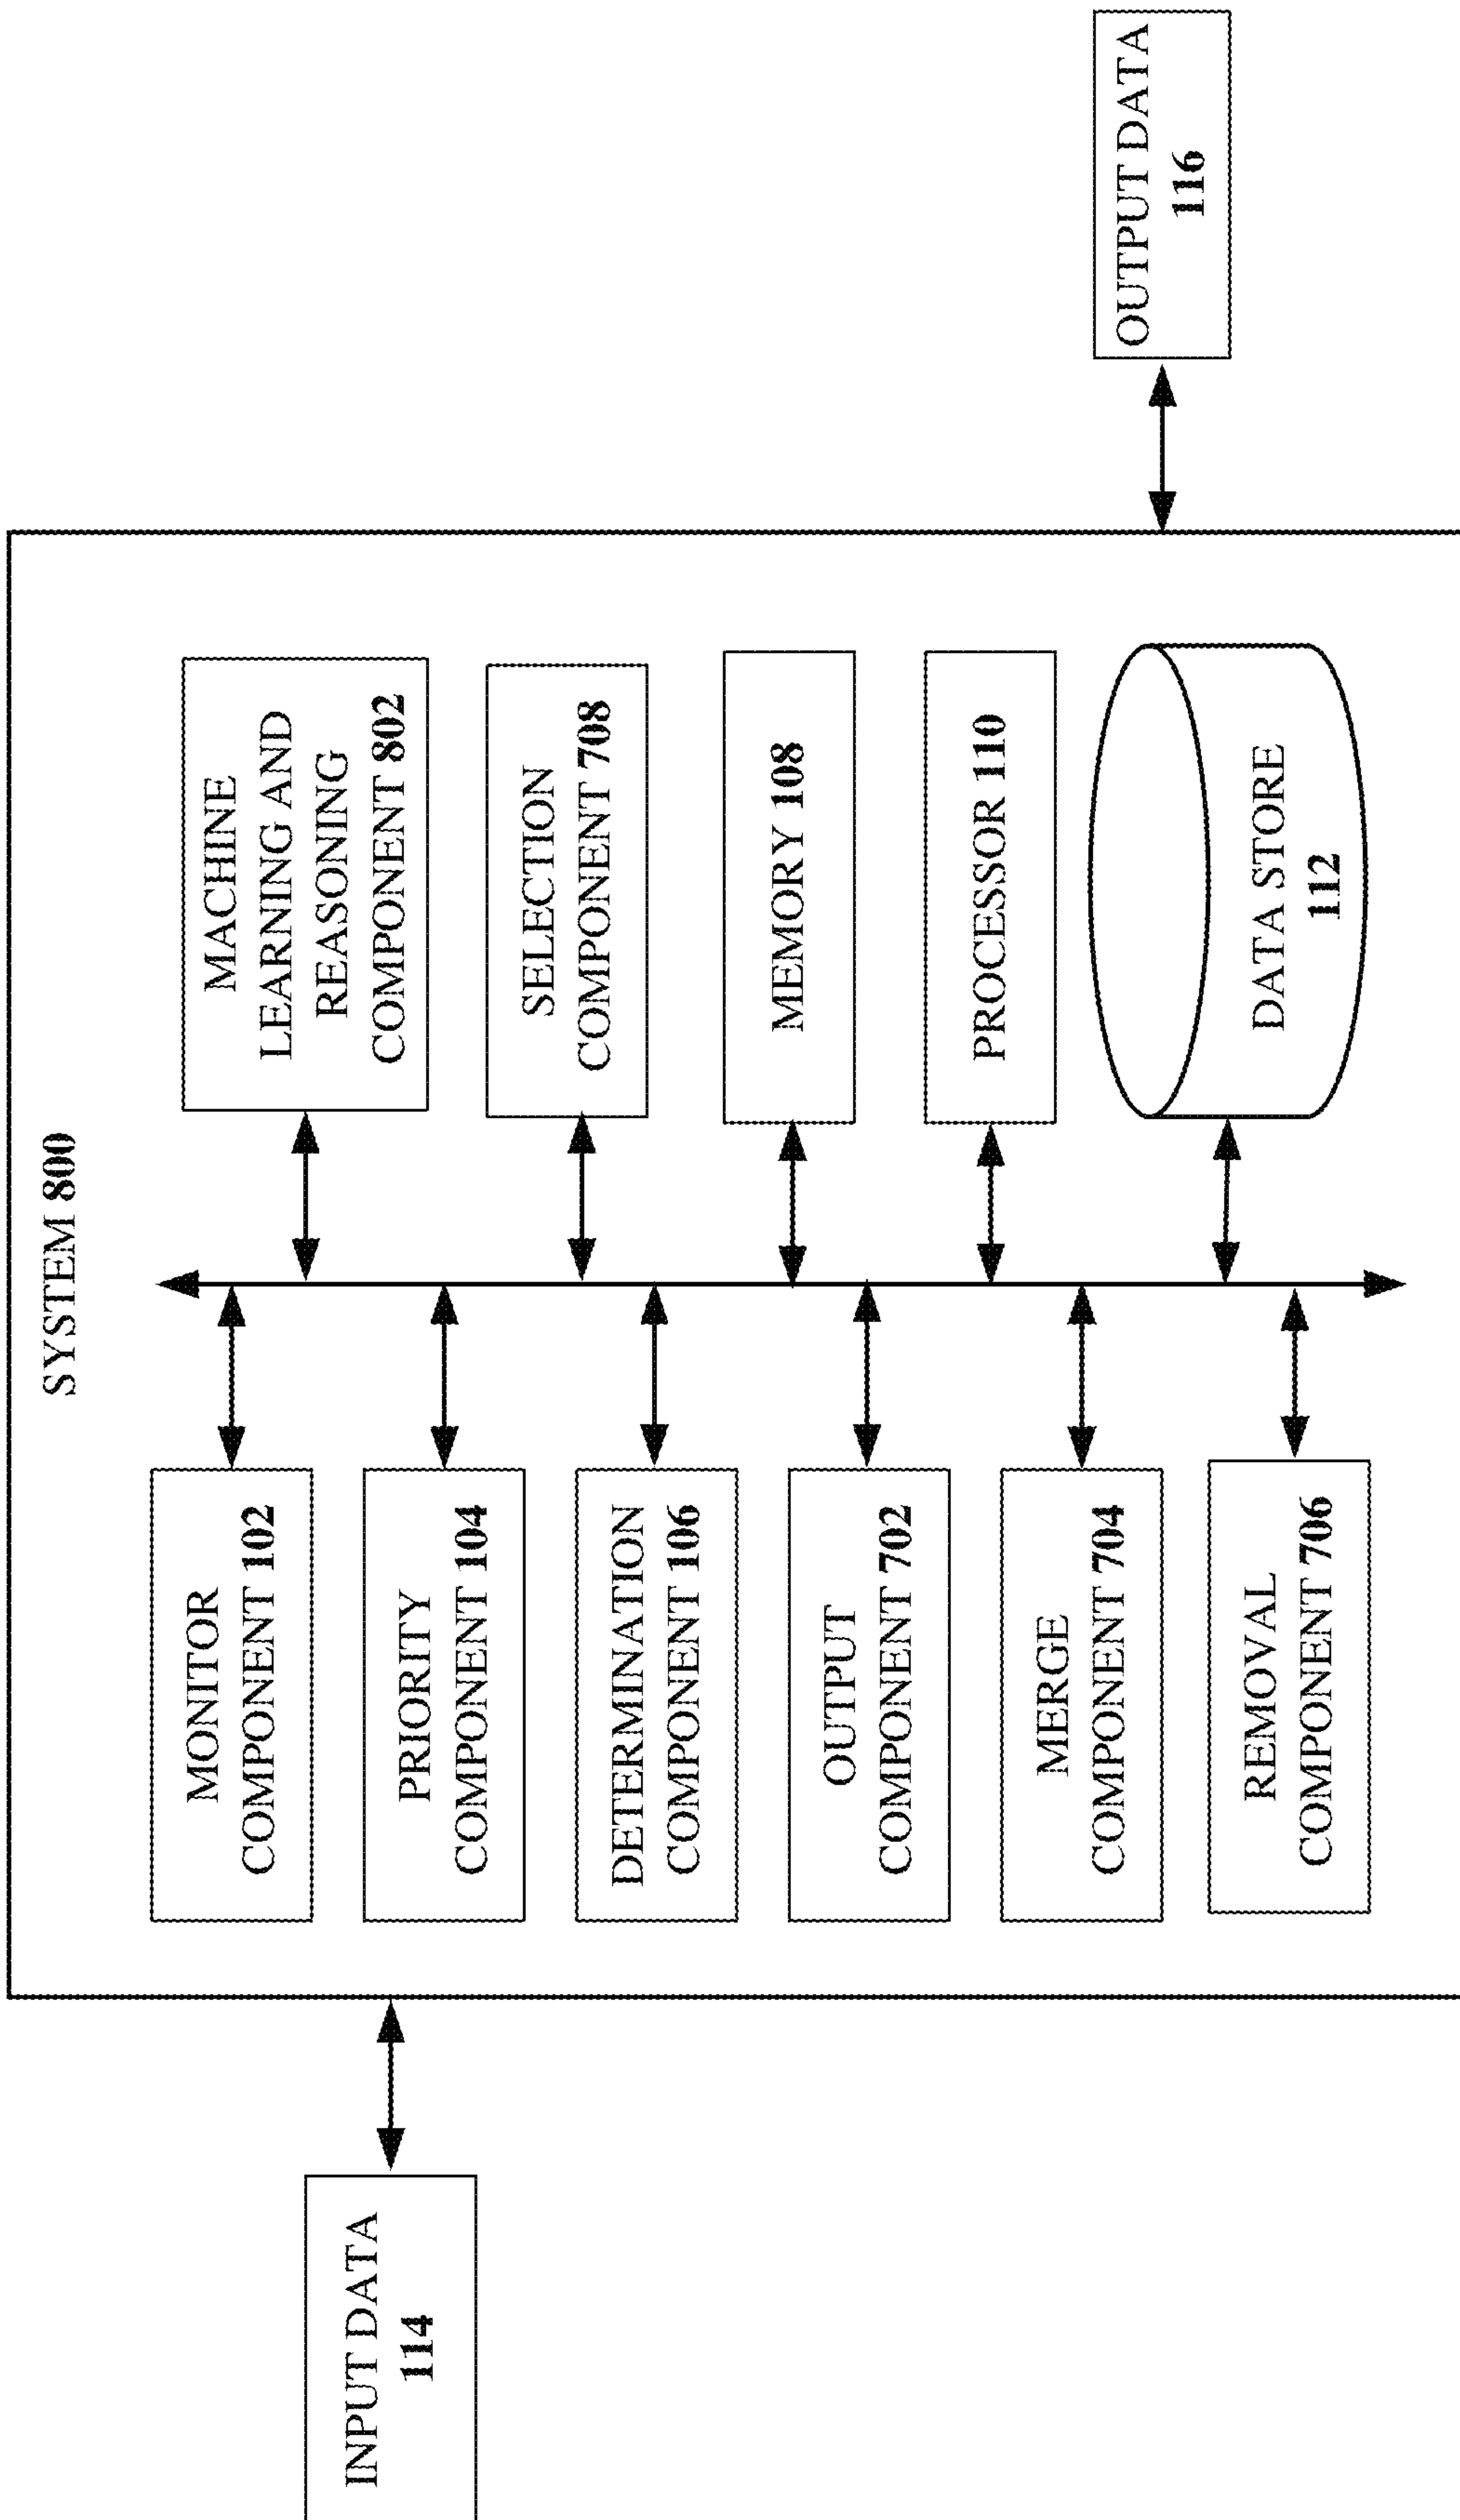 SYSTEM 800
INPUT DATA
114
MONITOR
COMPONENT 102
PRIORITY
COMPONENT 104
DETERMINATION
COMPONENT 106
OUTPUT
COMPONENT 702
MERGE
COMPONENT 704
REMOVAL
COMPONENT 706
MACHINE
LEARNING AND
REASONING
COMPONENT 802
SELECTION
COMPONENT 708
MEMORY 108
PROCESSOR 110
DATA STORE
112
OUTPUT DATA
116